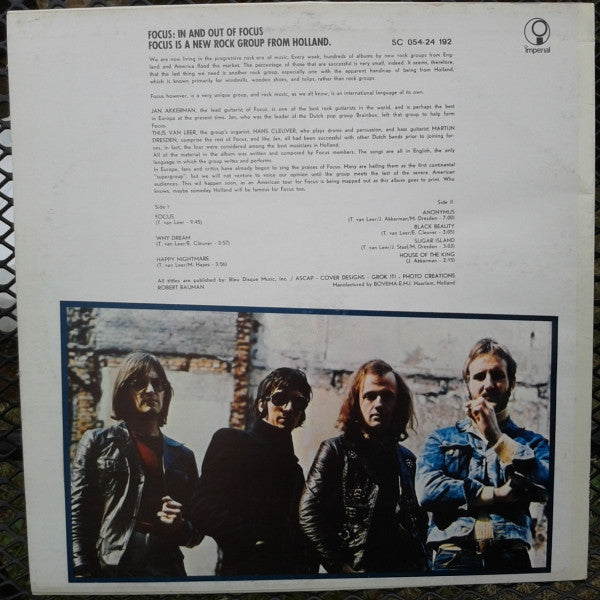 FOCUS: IN AND OUT OF FOCUS
FOCUS IS A NEW ROCK GROUP FROM HOLLAND.
5C 054-24 192
imperial
We are now living in the progressive rock era of music. Every week, hundreds of albums by new rock groups from Eng-
land and America flood the market. The percentage of those that are successful is very small, indeed. It seems, therefore,
that the last thing we need is another rock group, especially one with the apparent handicap of being from Holland,
which is known primarily for windmills, wooden shoes, and tulips, rather than rock groups.
Focus however, is a very unique group, and rock music, as we all know, is an international language of its own.
JAN AKKERMAN, the lead guitarist of Focus, is one of the best rock guitarists in the world, and is perhaps the best
in Europe at the present time. Jan, who was the leader of the Dutch pop group Brainbox, left that group to help form
Focus.
THIJS VAN LEER, the group's organist, HANS CLEUVER, who plays drums and percussion, and bass guitarist MARTIJN
DRESDEN, comprise the rest of Focus and, like Jan, all had been successful with other Dutch bands prior to joining for-
ces, in fact, the four were considered among the best musicians in Holland.
All of the material in the album was written and composed by Focus members. The songs are all in English, the only
language in which the group writes and performs.
In Europe, fans and critics have already begun to sing the praises of Focus. Many are hailing them as the first continental
"supergroup", but we will not venture to voice our opinion until the group meets the test of the severe American
audiences. This will happen soon, as an American tour for Focus is being mapped out as this album goes to print. Who
knows, maybe someday Holland will be famous for Focus too.
Side I
Side II
FOCUS
(T. van Leer - 9:45)
WHY DREAM
(T. van Leer/E. Cleuver - 3:57)
HAPPY NIGHTMARE
(T. van Leer/M. Hayes - 3:56)
ANONYMUS
(T. van Leer/J. Akkerman/M. Dresden - 7:00)
BLACK BEAUTY
(T. van Leer/E. Cleuver - 3:05)
SUGAR ISLAND
(T. van Leer/J. Staal/M. Dresden - 3:03)
HOUSE OF THE KING
(J. Akkerman - 2:15)
All titles are published by: Bleu Disque Music, Inc. / ASCAP - COVER DESIGNS - GROK IT! - PHOTO CREATIONS
ROBERT BAUMAN
Manufactured by BOVEMA E.M.I. Haarlem, Holland